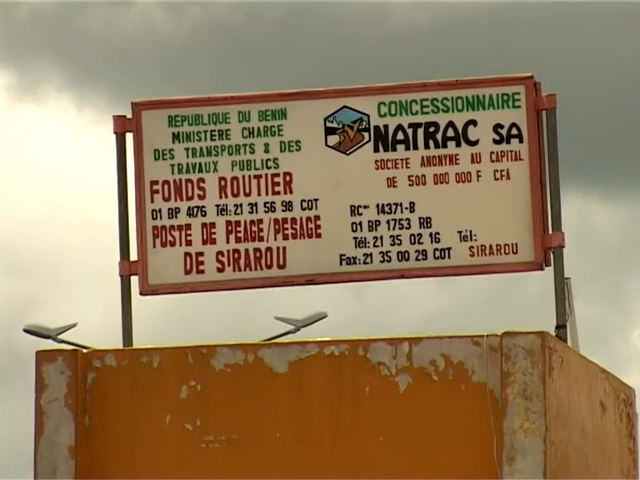 REPUBLIQUE DU BENIN
MINISTERE CHARGE
DES TRANSPORTS & DES
TRAVAUX PUBLICS
FONDS ROUTIER
01 BP 4176 Tél: 21 31 56 98 COT
POSTE DE PEAGE/PESAGE
DE SIRAROU
CONCESSIONNAIRE
NATRAC SA
SOCIETE ANONYME AU CAPITAL
DE 500 000 000 F CFA
14371-B
01 BP 1753 RB
Tél: 21 35 02 16 Tél:
Fax: 21 35 00 29 COT SIRAROU